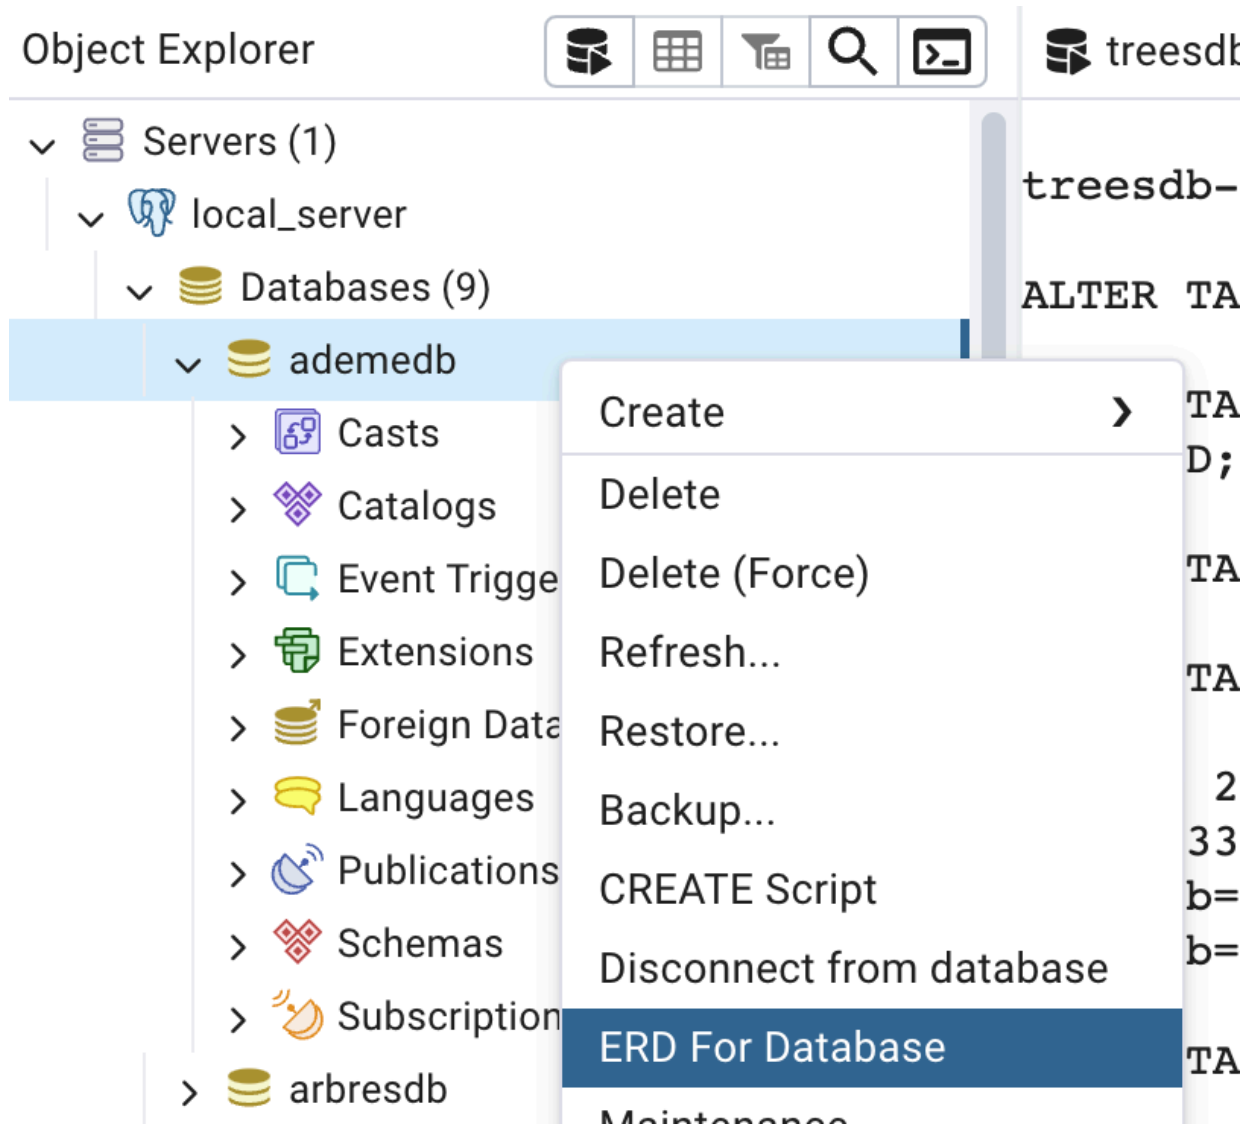 Object Explorer
treesdb
Servers (1)
local_server
Databases (9)
ademedb
Casts
Catalogs
Event Trigge
Extensions
Foreign Data
Languages
Publications
Schemas
Subscription
arbresdb
Create
Delete
Delete (Force)
Refresh...
Restore...
Backup...
CREATE Script
Disconnect from database
ERD For Database
Maintenance
treesdb-
ALTER TA
TA
D;
TA
TA
2
33
b=
b=
TA